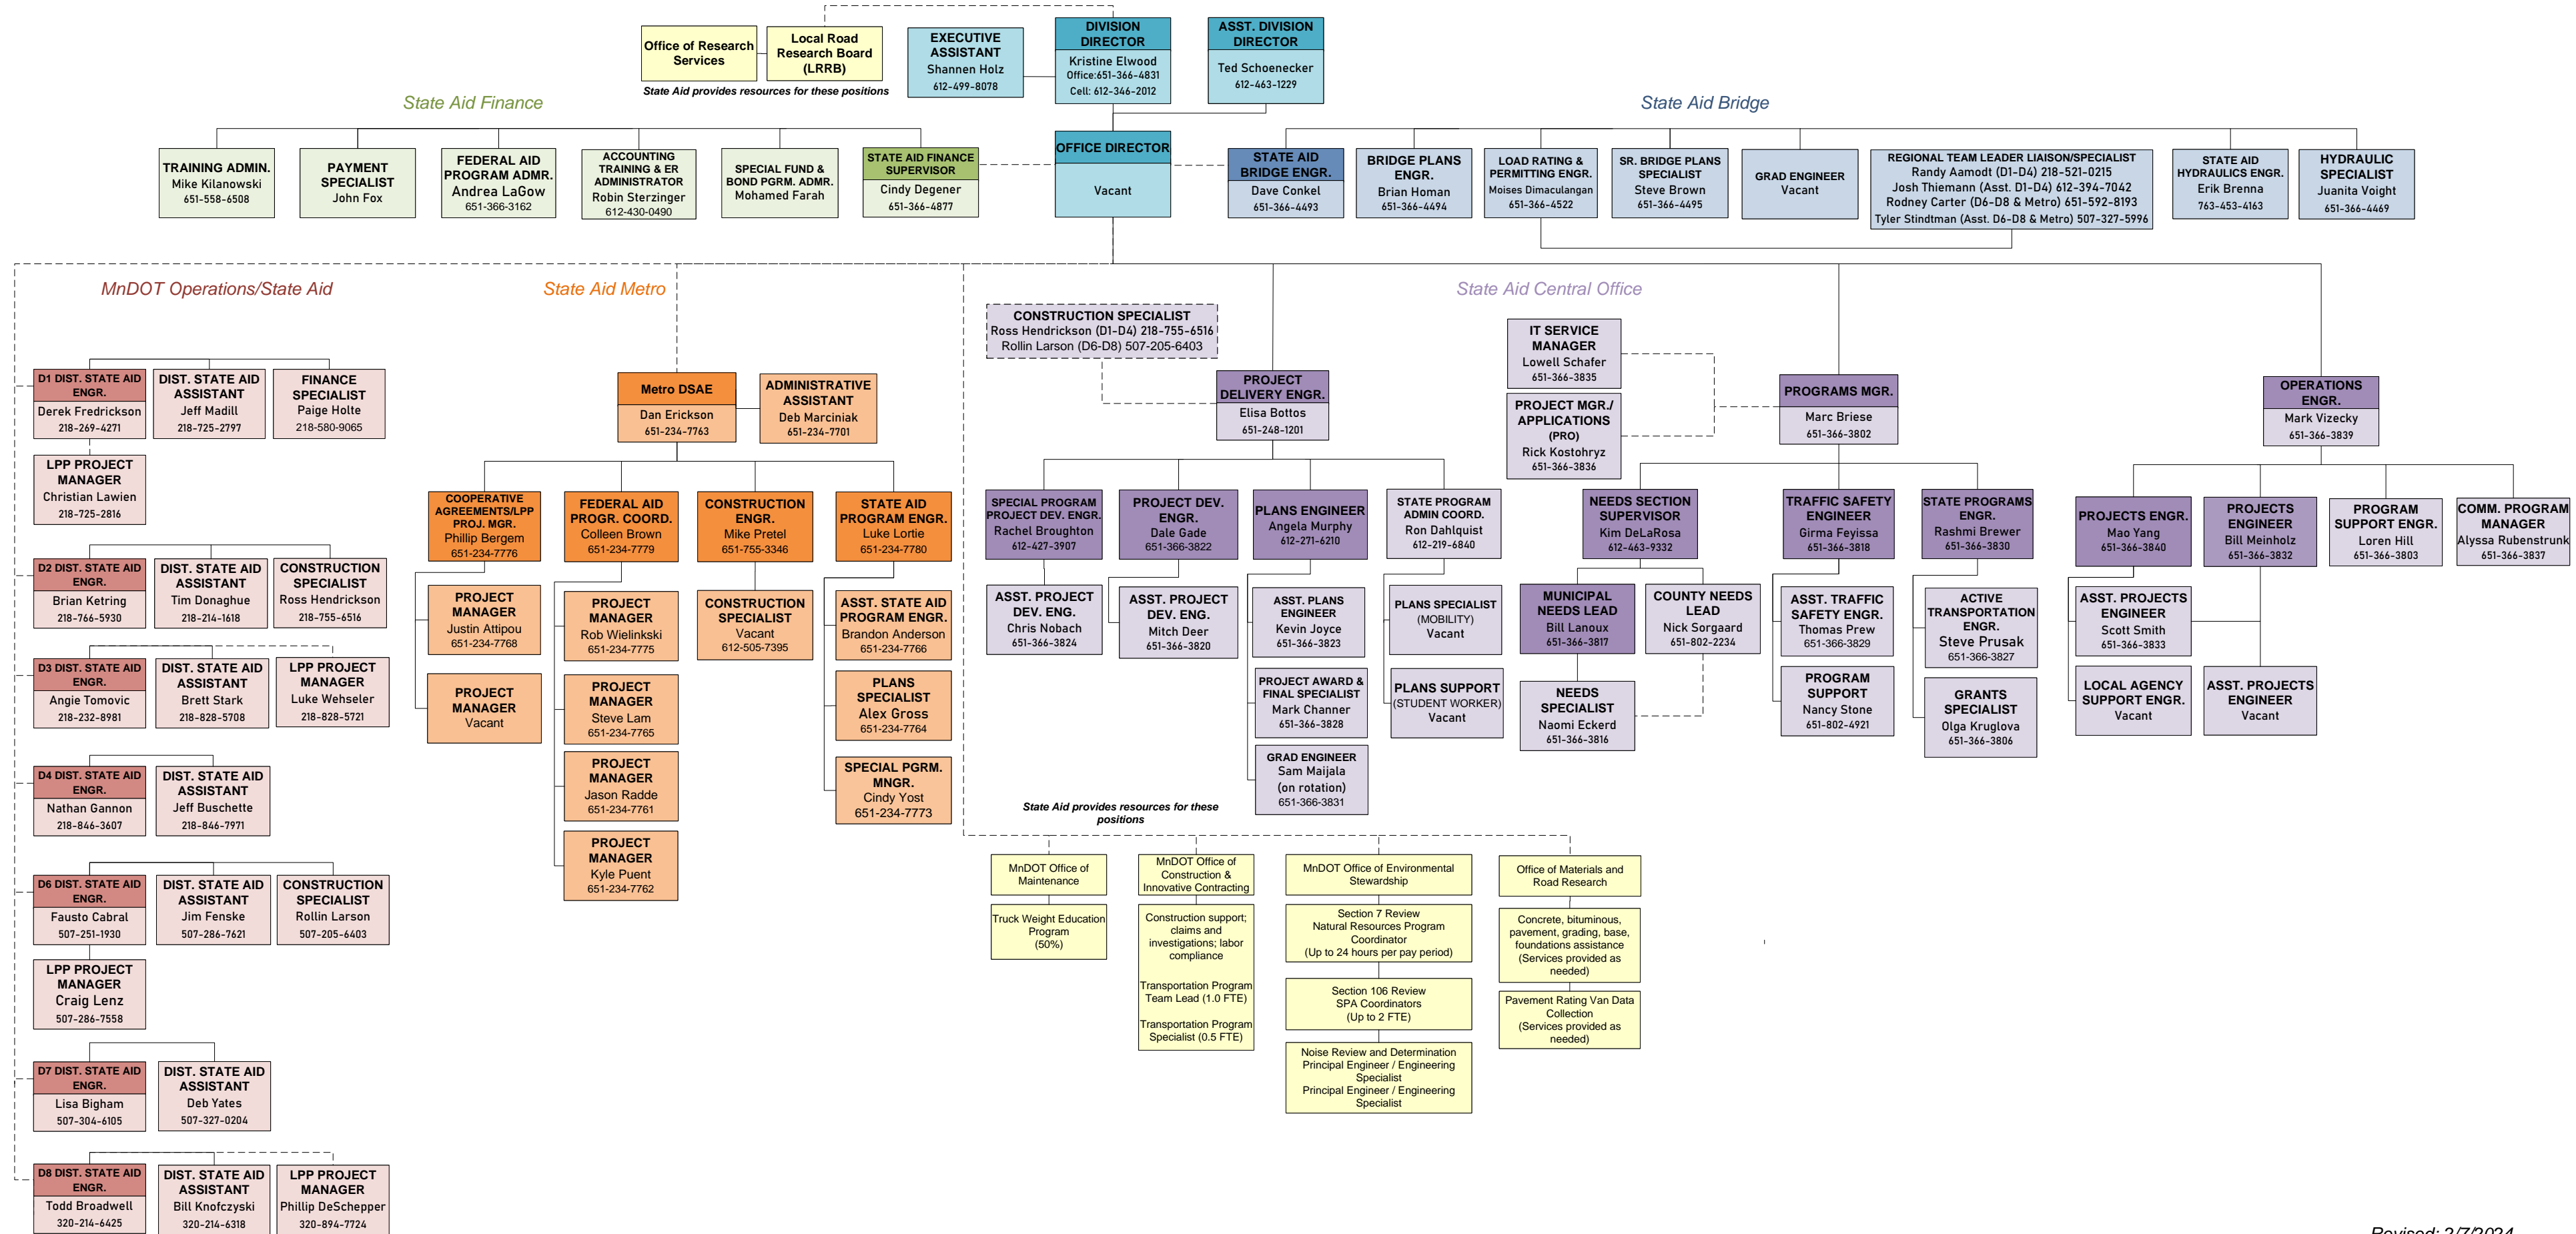 Office of Research
Services
Local Road
Research Board
(LRRB)
State Aid provides resources for these positions
EXECUTIVE
ASSISTANT
Shannen Holz
612-499-8078
DIVISION
DIRECTOR
Kristine Elwood
Office:651-366-4831
Cell: 612-346-2012
ASST. DIVISION
DIRECTOR
Ted Schoenecker
612-463-1229
State Aid Finance
State Aid Bridge
TRAINING ADMIN.
Mike Kilanowski
651-558-6508
PAYMENT
SPECIALIST
John Fox
FEDERAL AID
PROGRAM ADMR.
Andrea LaGow
651-366-3162
ACCOUNTING
TRAINING & ER
ADMINISTRATOR
Robin Sterzinger
612-430-0490
SPECIAL FUND &
BOND PGRM. ADMR.
Mohamed Farah
STATE AID FINANCE
SUPERVISOR
Cindy Degener
651-366-4877
OFFICE DIRECTOR
Vacant
STATE AID
BRIDGE ENGR.
Dave Conkel
651-366-4493
BRIDGE PLANS
ENGR.
Brian Homan
651-366-4494
LOAD RATING &
PERMITTING ENGR.
Moises Dimaculangan
651-366-4522
SR. BRIDGE PLANS
SPECIALIST
Steve Brown
651-366-4495
GRAD ENGINEER
Vacant
REGIONAL TEAM LEADER LIAISON/SPECIALIST
Randy Aamodt (D1-D4) 218-521-0215
Josh Thiemann (Asst. D1-D4) 612-394-7042
Rodney Carter (D6-D8 & Metro) 651-592-8193
Tyler Stindtman (Asst. D6-D8 & Metro) 507-327-5996
STATE AID
HYDRAULICS ENGR.
Erik Brenna
763-453-4163
HYDRAULIC
SPECIALIST
Juanita Voight
651-366-4469
MnDOT Operations/State Aid
State Aid Metro
State Aid Central Office
D1 DIST. STATE AID
ENGR.
Derek Fredrickson
218-269-4271
DIST. STATE AID
ASSISTANT
Jeff Madill
218-725-2797
FINANCE
SPECIALIST
Paige Holte
218-580-9065
LPP PROJECT
MANAGER
Christian Lawien
218-725-2816
D2 DIST. STATE AID
ENGR.
Brian Ketring
218-766-5930
DIST. STATE AID
ASSISTANT
Tim Donaghue
218-214-1618
CONSTRUCTION
SPECIALIST
Ross Hendrickson
218-755-6516
D3 DIST. STATE AID
ENGR.
Angie Tomovic
218-232-8981
DIST. STATE AID
ASSISTANT
Brett Stark
218-828-5708
LPP PROJECT
MANAGER
Luke Wehseler
218-828-5721
D4 DIST. STATE AID
ENGR.
Nathan Gannon
218-846-3607
DIST. STATE AID
ASSISTANT
Jeff Buschette
218-846-7971
D6 DIST. STATE AID
ENGR.
Fausto Cabral
507-251-1930
DIST. STATE AID
ASSISTANT
Jim Fenske
507-286-7621
CONSTRUCTION
SPECIALIST
Rollin Larson
507-205-6403
LPP PROJECT
MANAGER
Craig Lenz
507-286-7558
D7 DIST. STATE AID
ENGR.
Lisa Bigham
507-304-6105
DIST. STATE AID
ASSISTANT
Deb Yates
507-327-0204
D8 DIST. STATE AID
ENGR.
Todd Broadwell
320-214-6425
DIST. STATE AID
ASSISTANT
Bill Knofczyski
320-214-6318
LPP PROJECT
MANAGER
Phillip DeSchepper
320-894-7724
Metro DSAE
Dan Erickson
651-234-7763
ADMINISTRATIVE
ASSISTANT
Deb Marciniak
651-234-7701
COOPERATIVE
AGREEMENTS/LPP
PROJ. MGR.
Phillip Bergem
651-234-7776
FEDERAL AID
PROGR. COORD.
Colleen Brown
651-234-7779
CONSTRUCTION
ENGR.
Mike Pretel
651-755-3346
STATE AID
PROGRAM ENGR.
Luke Lortie
651-234-7780
PROJECT
MANAGER
Justin Attipou
651-234-7768
PROJECT
MANAGER
Vacant
PROJECT
MANAGER
Rob Wielinkski
651-234-7775
PROJECT
MANAGER
Steve Lam
651-234-7765
PROJECT
MANAGER
Jason Radde
651-234-7761
PROJECT
MANAGER
Kyle Puent
651-234-7762
CONSTRUCTION
SPECIALIST
Vacant
612-505-7395
ASST. STATE AID
PROGRAM ENGR.
Brandon Anderson
651-234-7766
PLANS
SPECIALIST
Alex Gross
651-234-7764
SPECIAL PGRM.
MNGR.
Cindy Yost
651-234-7773
CONSTRUCTION SPECIALIST
Ross Hendrickson (D1-D4) 218-755-6516
Rollin Larson (D6-D8) 507-205-6403
PROJECT
DELIVERY ENGR.
Elisa Bottos
651-248-1201
IT SERVICE
MANAGER
Lowell Schafer
651-366-3835
PROJECT MGR./
APPLICATIONS
(PRO)
Rick Kostohryz
651-366-3836
PROGRAMS MGR.
Marc Briese
651-366-3802
OPERATIONS
ENGR.
Mark Vizecky
651-366-3839
SPECIAL PROGRAM
PROJECT DEV. ENGR.
Rachel Broughton
612-427-3907
PROJECT DEV.
ENGR.
Dale Gade
651-366-3822
PLANS ENGINEER
Angela Murphy
612-271-6210
STATE PROGRAM
ADMIN COORD.
Ron Dahlquist
612-219-6840
NEEDS SECTION
SUPERVISOR
Kim DeLaRosa
612-463-9332
TRAFFIC SAFETY
ENGINEER
Girma Feyissa
651-366-3818
STATE PROGRAMS
ENGR.
Rashmi Brewer
651-366-3830
PROJECTS ENGR.
Mao Yang
651-366-3840
PROJECTS
ENGINEER
Bill Meinholz
651-366-3832
PROGRAM
SUPPORT ENGR.
Loren Hill
651-366-3803
COMM. PROGRAM
MANAGER
Alyssa Rubenstrunk
651-366-3837
ASST. PROJECT
DEV. ENG.
Chris Nobach
651-366-3824
ASST. PROJECT
DEV. ENG.
Mitch Deer
651-366-3820
ASST. PLANS
ENGINEER
Kevin Joyce
651-366-3823
PROJECT AWARD &
FINAL SPECIALIST
Mark Channer
651-366-3828
GRAD ENGINEER
Sam Maijala
(on rotation)
651-366-3831
PLANS SPECIALIST
(MOBILITY)
Vacant
PLANS SUPPORT
(STUDENT WORKER)
Vacant
MUNICIPAL
NEEDS LEAD
Bill Lanoux
651-366-3817
COUNTY NEEDS
LEAD
Nick Sorgaard
651-802-2234
NEEDS
SPECIALIST
Naomi Eckerd
651-366-3816
ASST. TRAFFIC
SAFETY ENGR.
Thomas Prew
651-366-3829
PROGRAM
SUPPORT
Nancy Stone
651-802-4921
ACTIVE
TRANSPORTATION
ENGR.
Steve Prusak
651-366-3827
GRANTS
SPECIALIST
Olga Kruglova
651-366-3806
ASST. PROJECTS
ENGINEER
Scott Smith
651-366-3833
LOCAL AGENCY
SUPPORT ENGR.
Vacant
ASST. PROJECTS
ENGINEER
Vacant
State Aid provides resources for these
positions
MnDOT Office of
Maintenance
Truck Weight Education
Program
(50%)
MnDOT Office of
Construction &
Innovative Contracting
Construction support;
claims and
investigations; labor
compliance
Transportation Program
Team Lead (1.0 FTE)
Transportation Program
Specialist (0.5 FTE)
MnDOT Office of Environmental
Stewardship
Section 7 Review
Natural Resources Program
Coordinator
(Up to 24 hours per pay period)
Section 106 Review
SPA Coordinators
(Up to 2 FTE)
Noise Review and Determination
Principal Engineer / Engineering
Specialist
Principal Engineer / Engineering
Specialist
Office of Materials and
Road Research
Concrete, bituminous,
pavement, grading, base,
foundations assistance
(Services provided as
needed)
Pavement Rating Van Data
Collection
(Services provided as
needed)
Revised: 2/7/2024